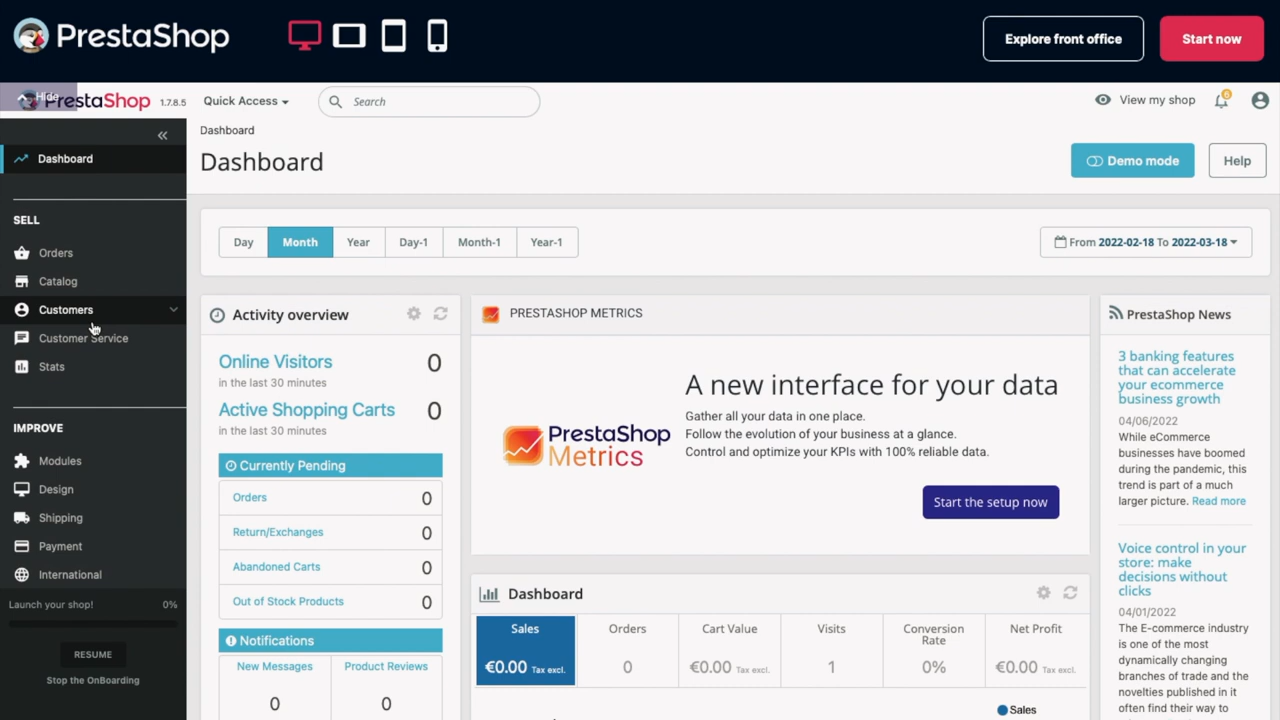 PrestaShop
Explore front office
Start now
Hide
PrestaShop 1.7.8.5
Quick Access
Search
View my shop
6
Dashboard
SELL
Orders
Catalog
Customers
Customer Service
Stats
IMPROVE
Modules
Design
Shipping
Payment
International
Launch your shop! 0%
RESUME
Stop the OnBoarding
Dashboard
Dashboard
Demo mode
Help
Day
Month
Year
Day-1
Month-1
Year-1
From 2022-02-18 To 2022-03-18
Activity overview
Online Visitors 0
in the last 30 minutes
Active Shopping Carts 0
in the last 30 minutes
Currently Pending
Orders 0
Return/Exchanges 0
Abandoned Carts 0
Out of Stock Products 0
Notifications
New Messages
0
Product Reviews
0
PRESTASHOP METRICS
PrestaShop
Metrics
A new interface for your data
Gather all your data in one place.
Follow the evolution of your business at a glance.
Control and optimize your KPIs with 100% reliable data.
Start the setup now
Dashboard
Sales
€0.00 Tax excl.
Orders
0
Cart Value
€0.00 Tax excl.
Visits
1
Conversion
Rate
0%
Net Profit
€0.00 Tax excl.
Sales
PrestaShop News
3 banking features
that can accelerate
your ecommerce
business growth
04/06/2022
While eCommerce
businesses have boomed
during the pandemic, this
trend is part of a much
larger picture. Read more
Voice control in your
store: make
decisions without
clicks
04/01/2022
The E-commerce industry
is one of the most
dynamically changing
branches of trade and the
novelties published in it
often find their way to